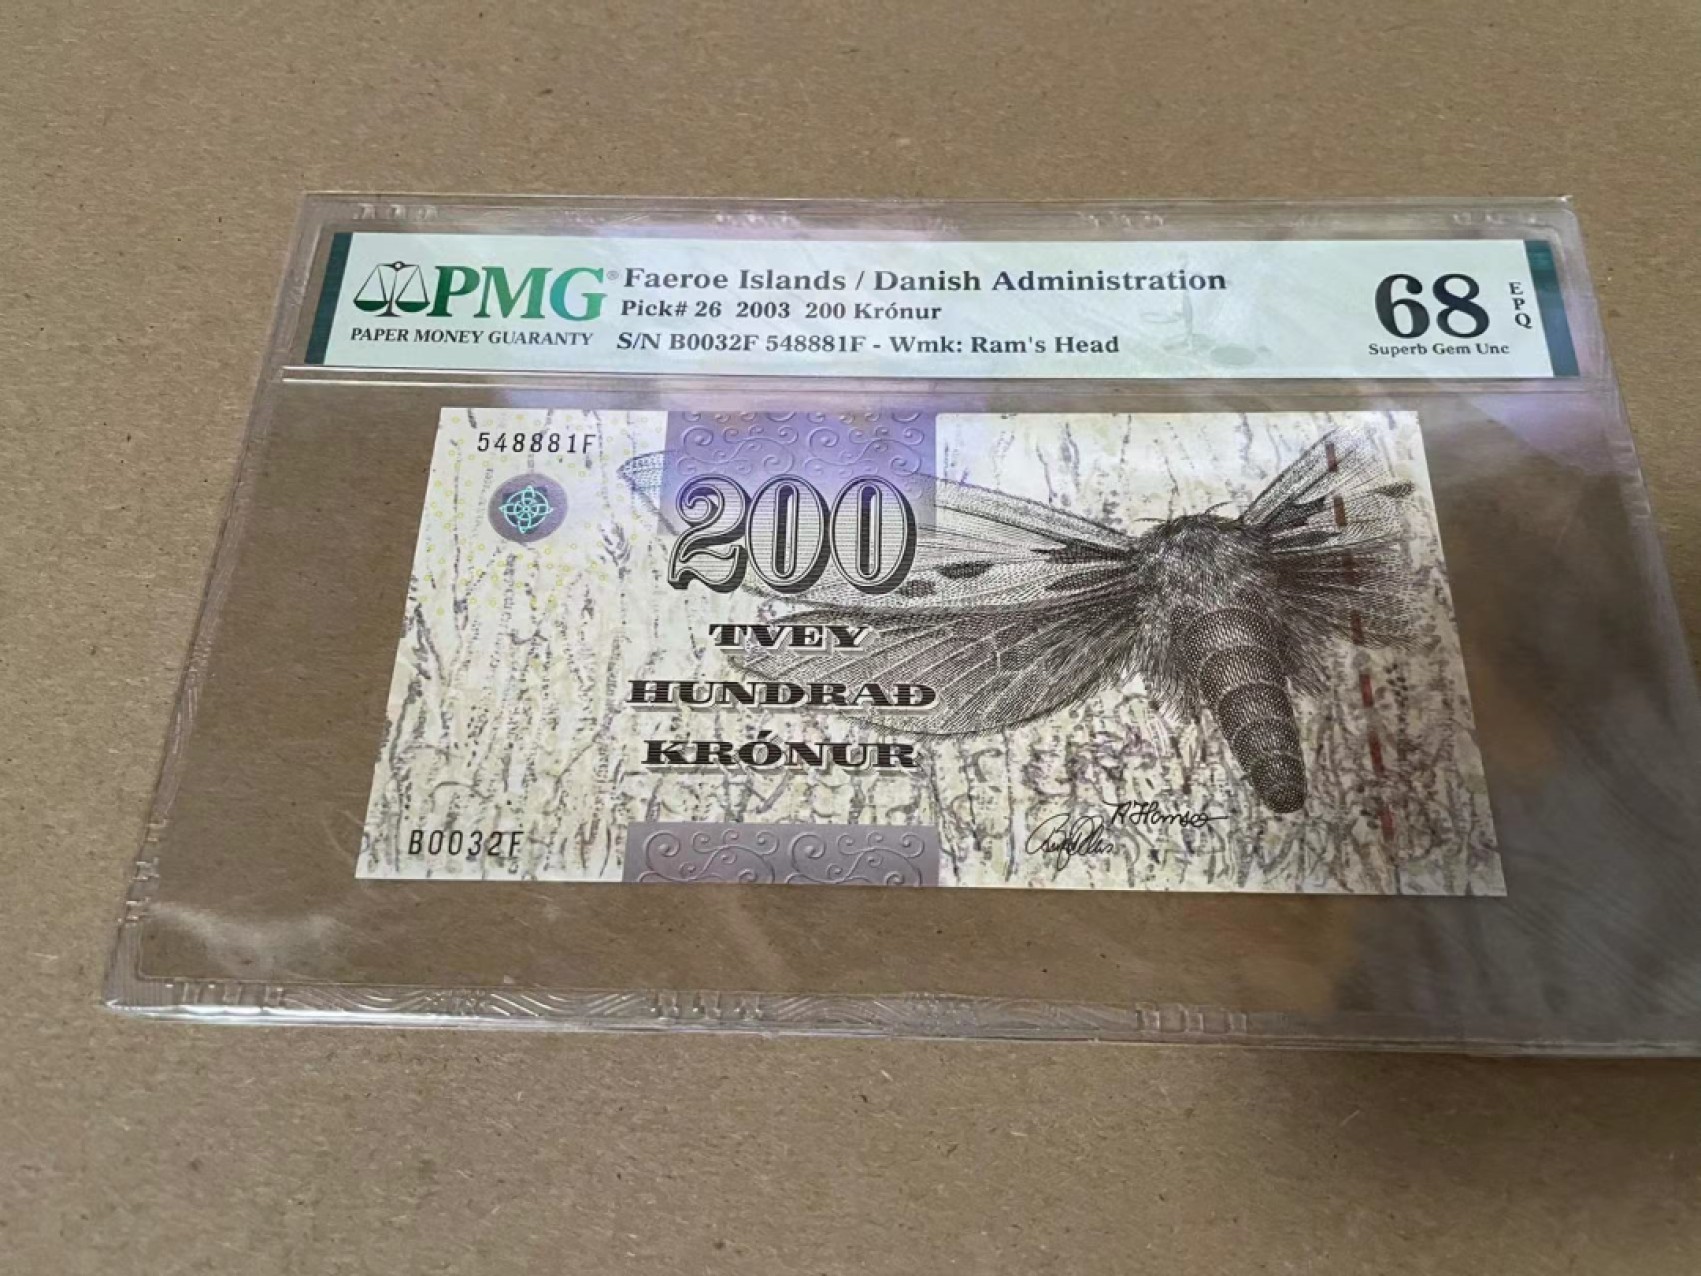 PMG®
PAPER MONEY GUARANTY
Faeroe Islands / Danish Administration
Pick# 26 2003 200 Krónur
S/N B0032F 548881F - Wmk: Ram's Head
68
EPQ
Superb Gem Unc
548881F
200
TVEY
HUNDRAÐ
KRÓNUR
B0032F